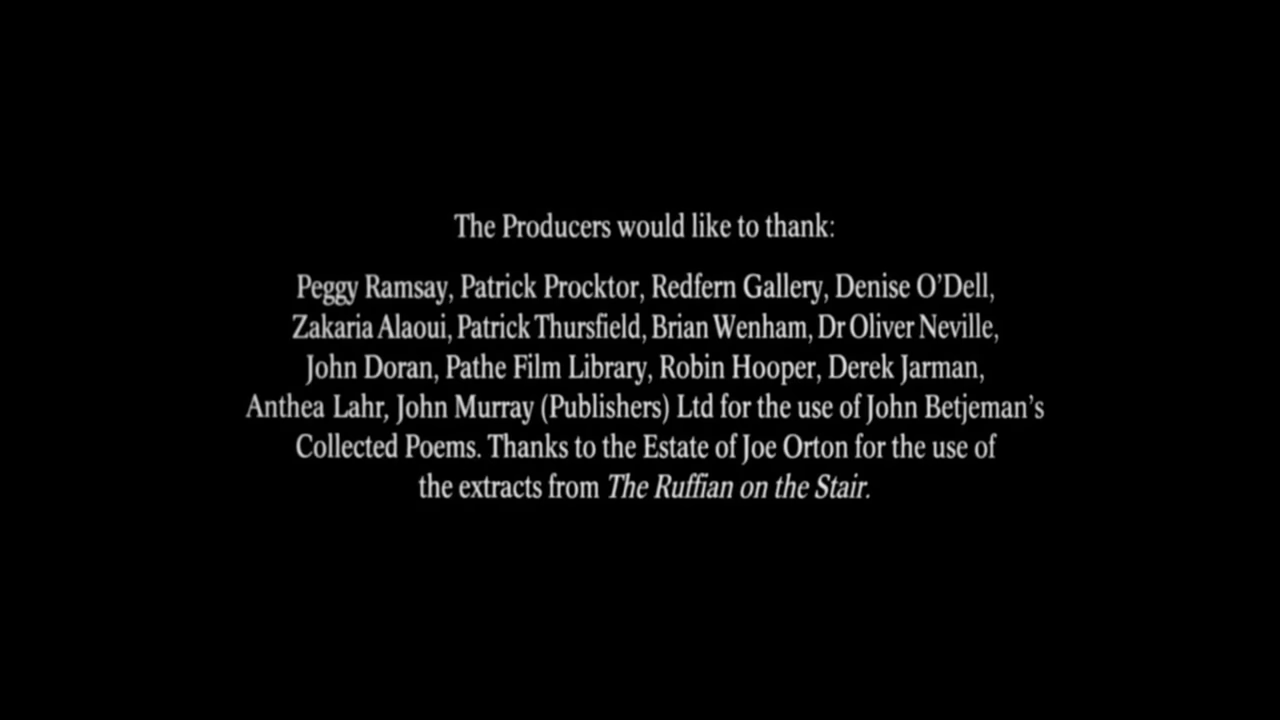 The Producers would like to thank:
Peggy Ramsay, Patrick Procktor, Redfern Gallery, Denise O’Dell,
Zakaria Alaoui, Patrick Thursfield, Brian Wenham, Dr Oliver Neville,
John Doran, Pathe Film Library, Robin Hooper, Derek Jarman,
Anthea Lahr, John Murray (Publishers) Ltd for the use of John Betjeman’s
Collected Poems. Thanks to the Estate of Joe Orton for the use of
the extracts from The Ruffian on the Stair.